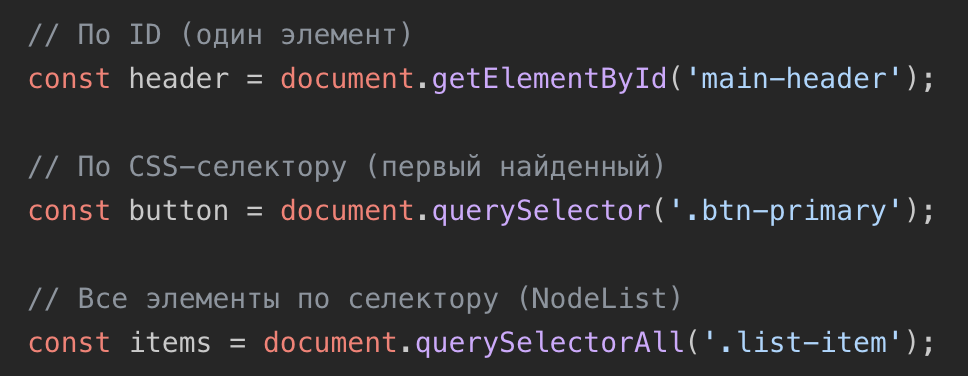 // По ID (один элемент)
const header = document.getElementById('main-header');
// По CSS-селектору (первый найденный)
const button = document.querySelector('.btn-primary');
// Все элементы по селектору (NodeList)
const items = document.querySelectorAll('.list-item');